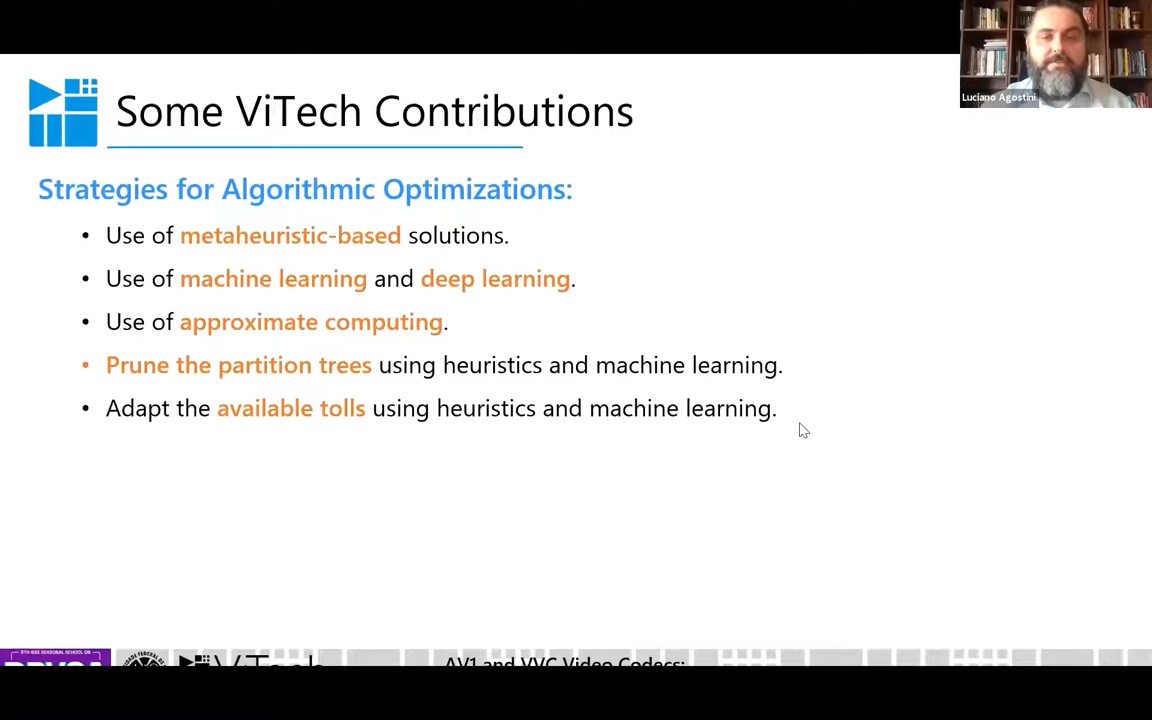 Luciano Agostini
Some ViTech Contributions
Strategies for Algorithmic Optimizations:
• Use of metaheuristic-based solutions.
• Use of machine learning and deep learning.
• Use of approximate computing.
• Prune the partition trees using heuristics and machine learning.
• Adapt the available tolls using heuristics and machine learning.
ViTech
AV1 and VVC Video Codecs: